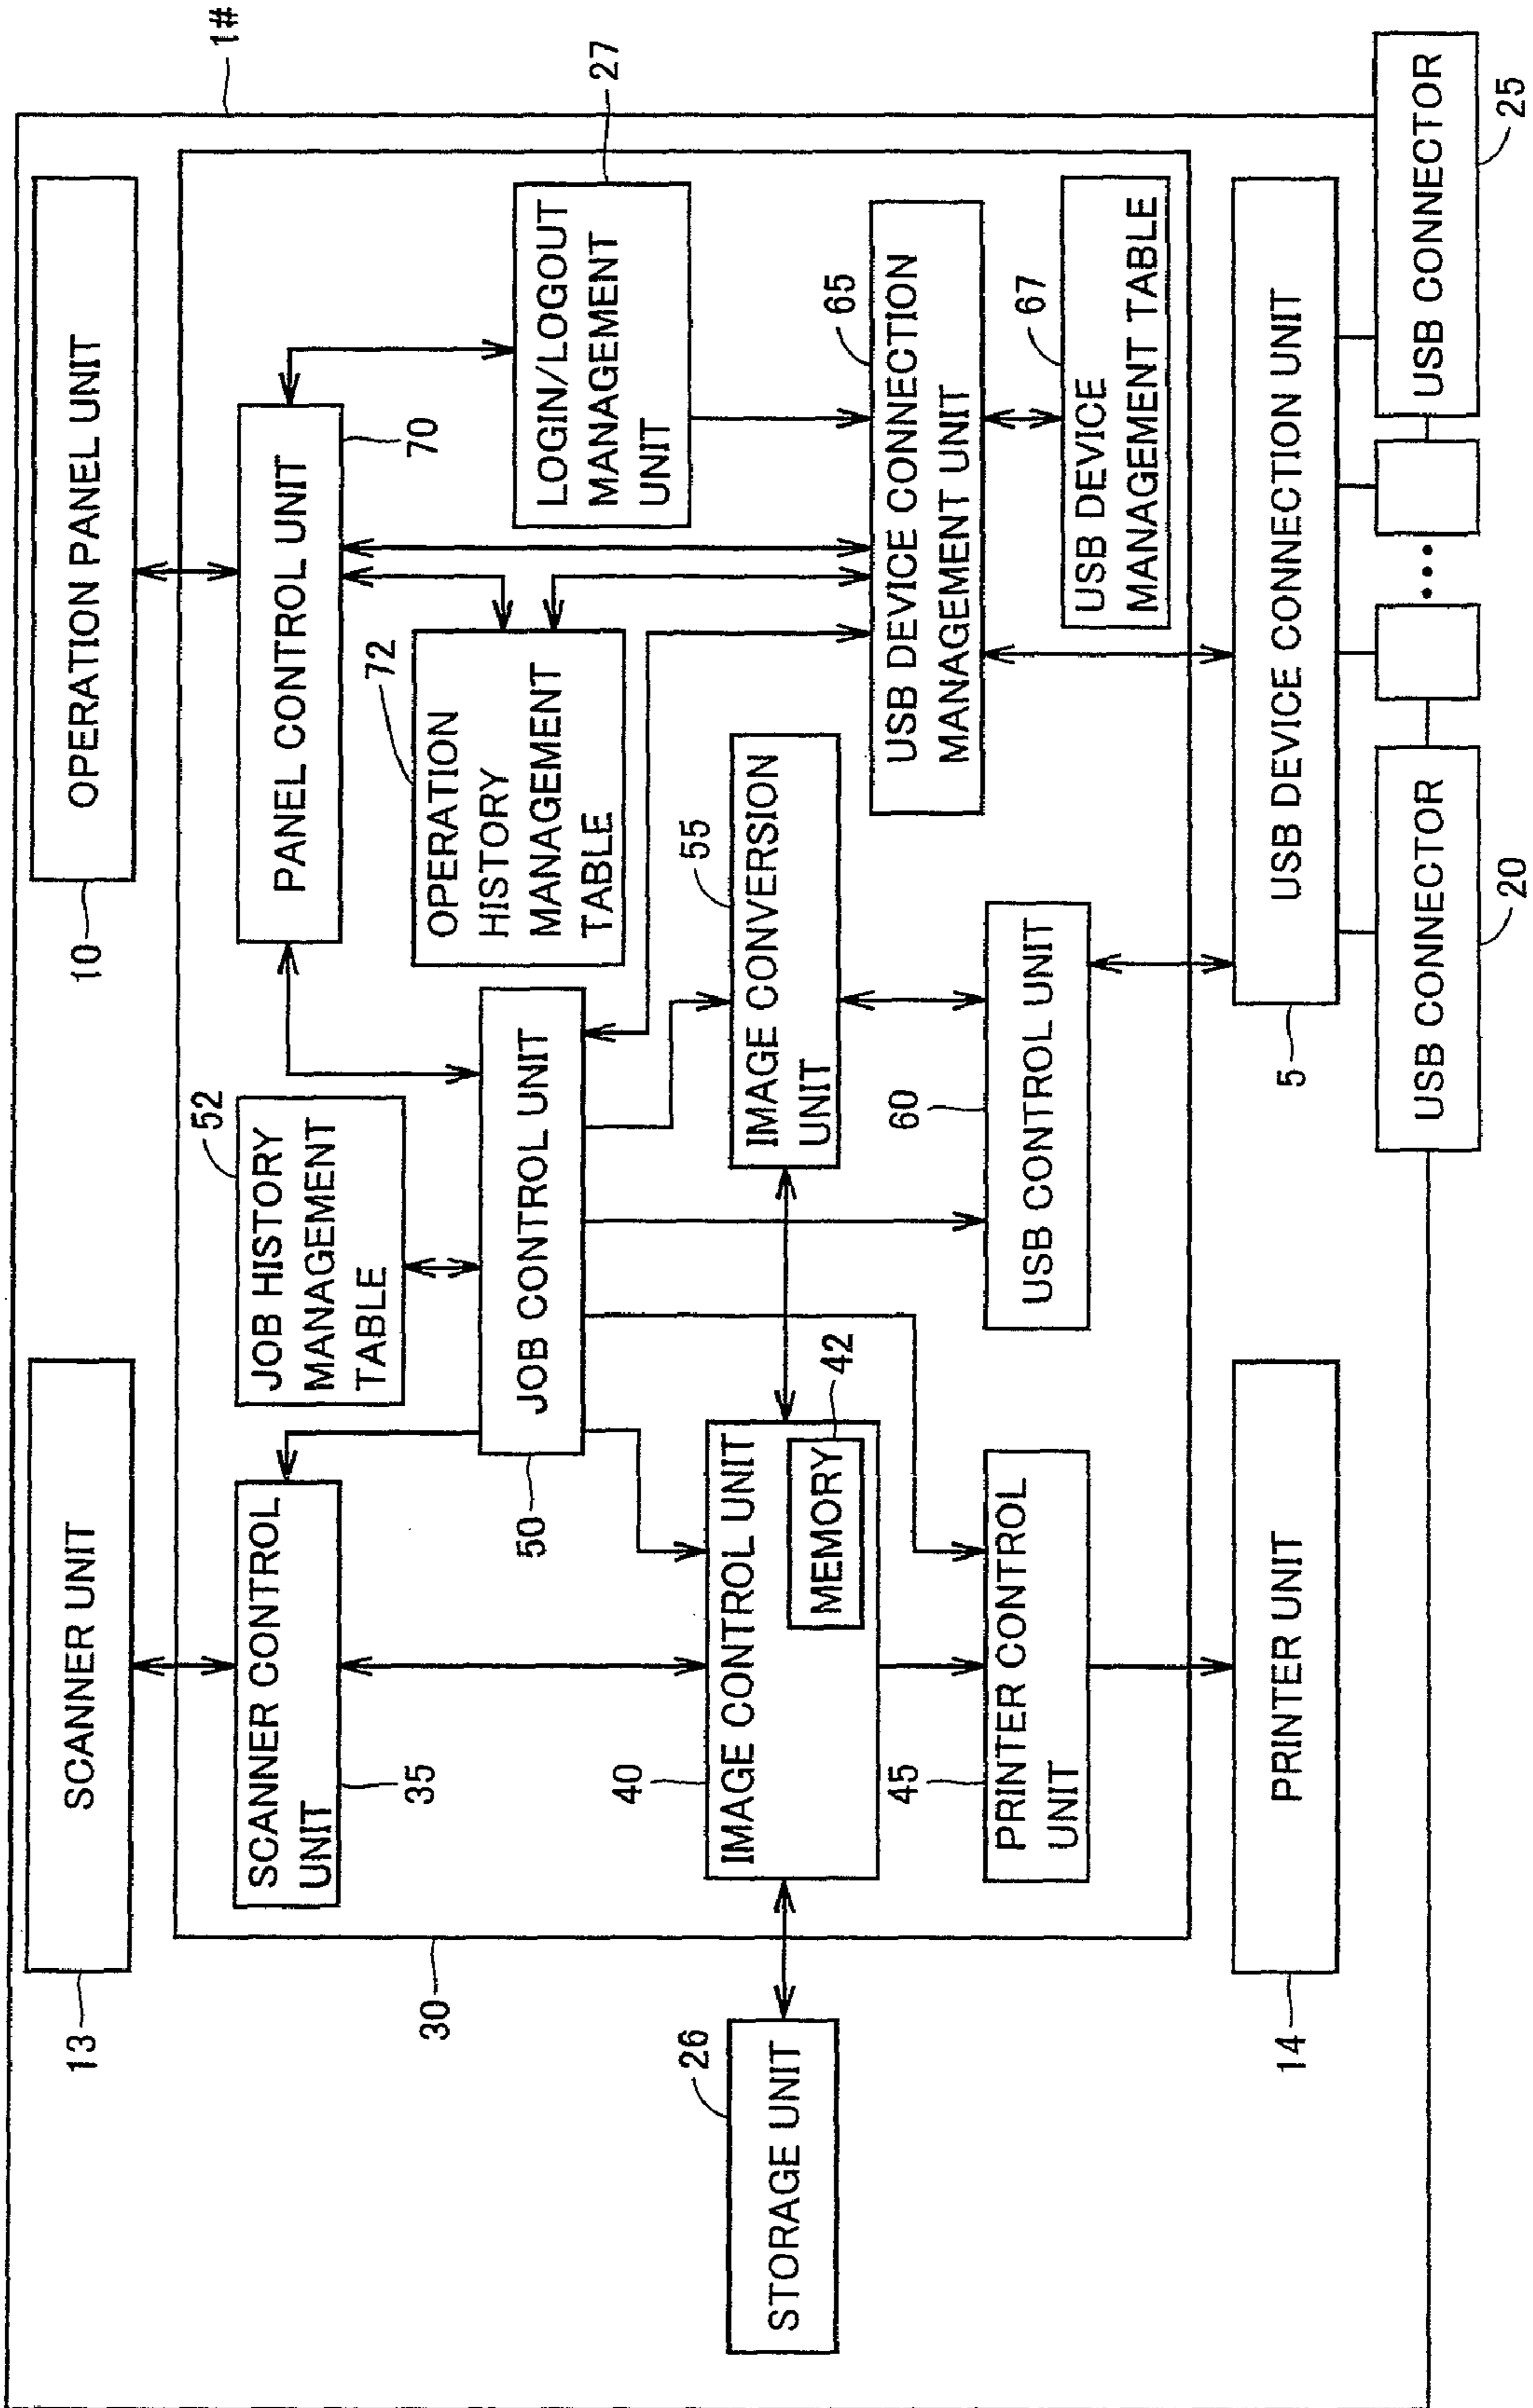 1#
SCANNER UNIT
13
OPERATION PANEL UNIT
10
SCANNER CONTROL
UNIT
35
JOB HISTORY
MANAGEMENT
TABLE
52
PANEL CONTROL UNIT
70
JOB CONTROL UNIT
50
OPERATION
HISTORY
MANAGEMENT
TABLE
72
LOGIN/LOGOUT
MANAGEMENT
UNIT
27
STORAGE UNIT
26
IMAGE CONTROL UNIT
40
MEMORY
42
IMAGE CONVERSION
UNIT
55
USB DEVICE CONNECTION
MANAGEMENT UNIT
65
PRINTER CONTROL
UNIT
45
USB CONTROL UNIT
60
USB DEVICE
MANAGEMENT TABLE
67
30
PRINTER UNIT
14
USB DEVICE CONNECTION UNIT
5
USB CONNECTOR
20
...
USB CONNECTOR
25